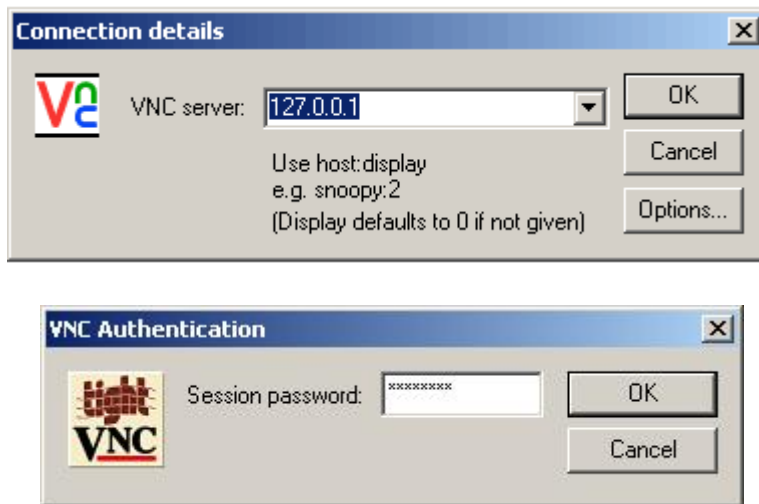 Connection details
VNC
VNC server: 127.0.0.1 OK
Use host:display Cancel
e.g. snoopy:2
(Display defaults to 0 if not given) Options...
VNC Authentication
tight
VNC
Session password: ******** OK
Cancel